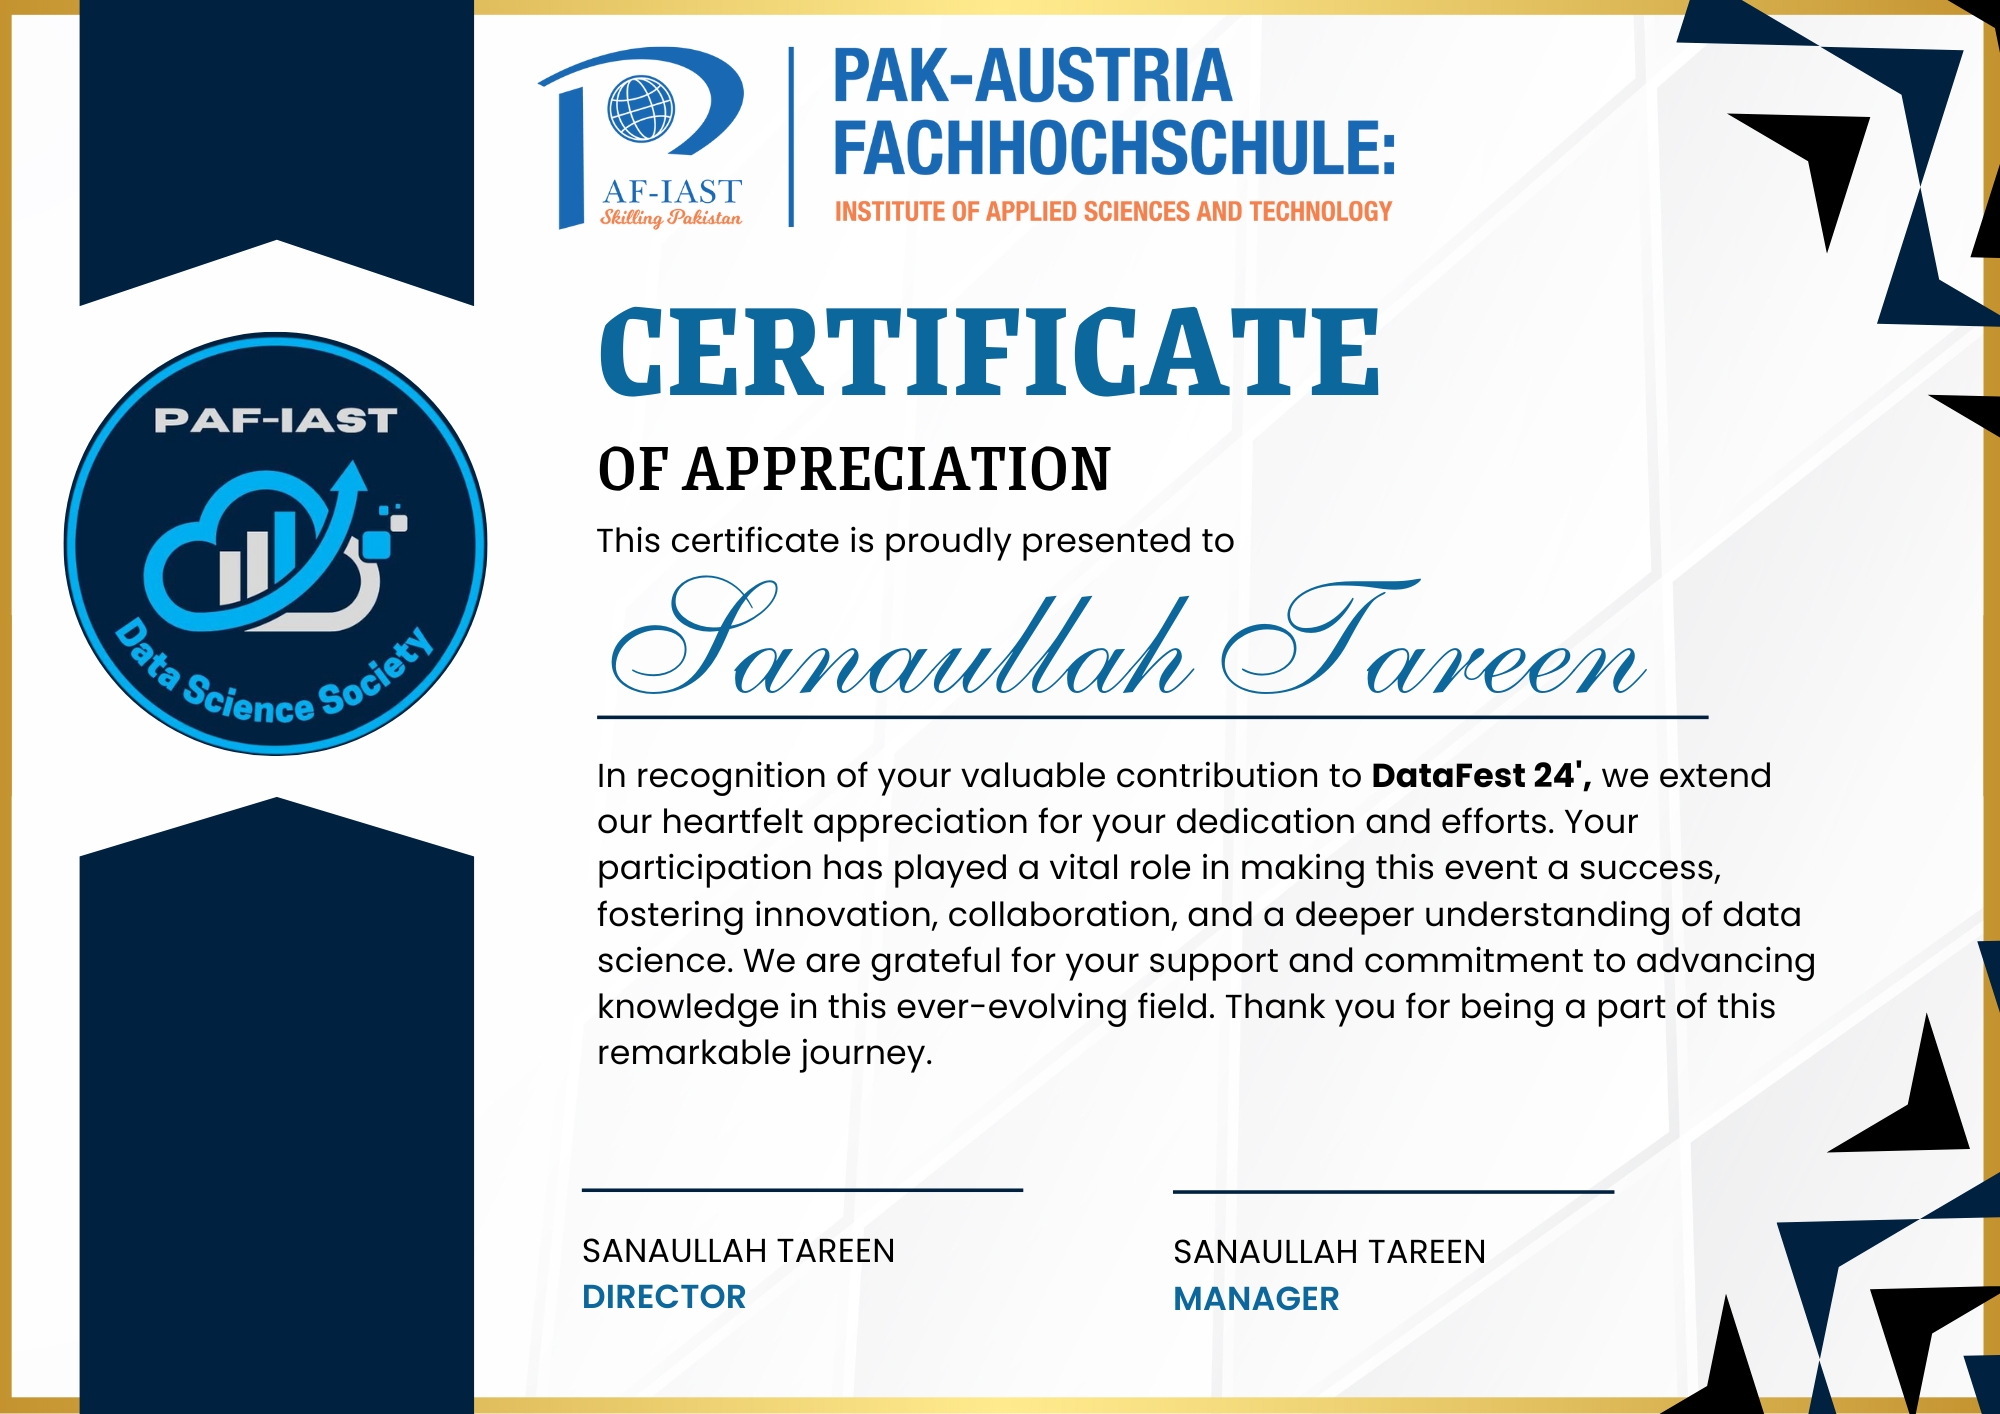 AF-IAST
Skilling Pakistan
PAK-AUSTRIA
FACHHOCHSCHULE:
INSTITUTE OF APPLIED SCIENCES AND TECHNOLOGY
PAF-IAST
Data Science Society
CERTIFICATE
OF APPRECIATION
This certificate is proudly presented to
Sanaullah Tareen
In recognition of your valuable contribution to DataFest 24', we extend
our heartfelt appreciation for your dedication and efforts. Your
participation has played a vital role in making this event a success,
fostering innovation, collaboration, and a deeper understanding of data
science. We are grateful for your support and commitment to advancing
knowledge in this ever-evolving field. Thank you for being a part of this
remarkable journey.
SANAULLAH TAREEN
DIRECTOR
SANAULLAH TAREEN
MANAGER